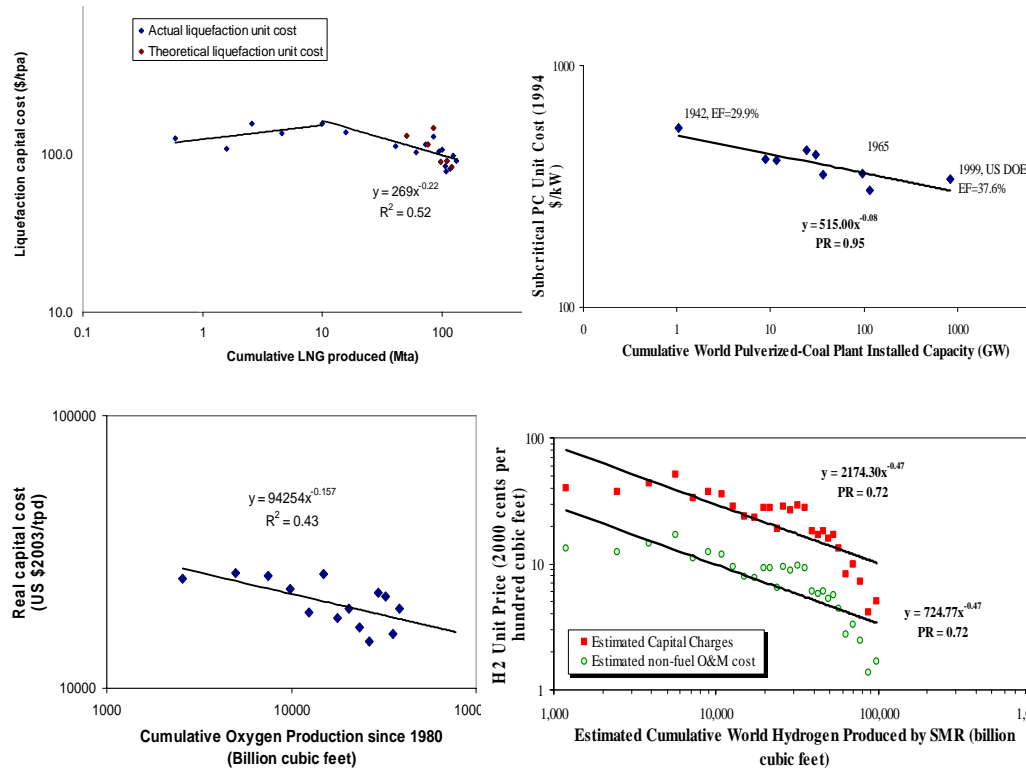 Liquefaction capital cost ($/tpa)
100.0
10.0
Actual liquefaction unit cost
Theoretical liquefaction unit cost
y = 269x^-0.22
R² = 0.52
0.1
1
10
100
Cumulative LNG produced (Mta)
Subcritical PC Unit Cost (1994
$/kW)
1000
100
1942, EF=29.9%
1965
1999, US DOE
EF=37.6%
y = 515.00x^-0.08
PR = 0.95
0
1
10
100
1000
Cumulative World Pulverized-Coal Plant Installed Capacity (GW)
Real capital cost
(US $2003/tpd)
100000
10000
y = 94254x^-0.157
R² = 0.43
1000
10000
1000
Cumulative Oxygen Production since 1980
(Billion cubic feet)
H2 Unit Price (2000 cents per
hundred cubic feet)
100
10
1
y = 2174.30x^-0.47
PR = 0.72
y = 724.77x^-0.47
PR = 0.72
Estimated Capital Charges
Estimated non-fuel O&M cost
1,000
10,000
100,000
Estimated Cumulative World Hydrogen Produced by SMR (billion
cubic feet)